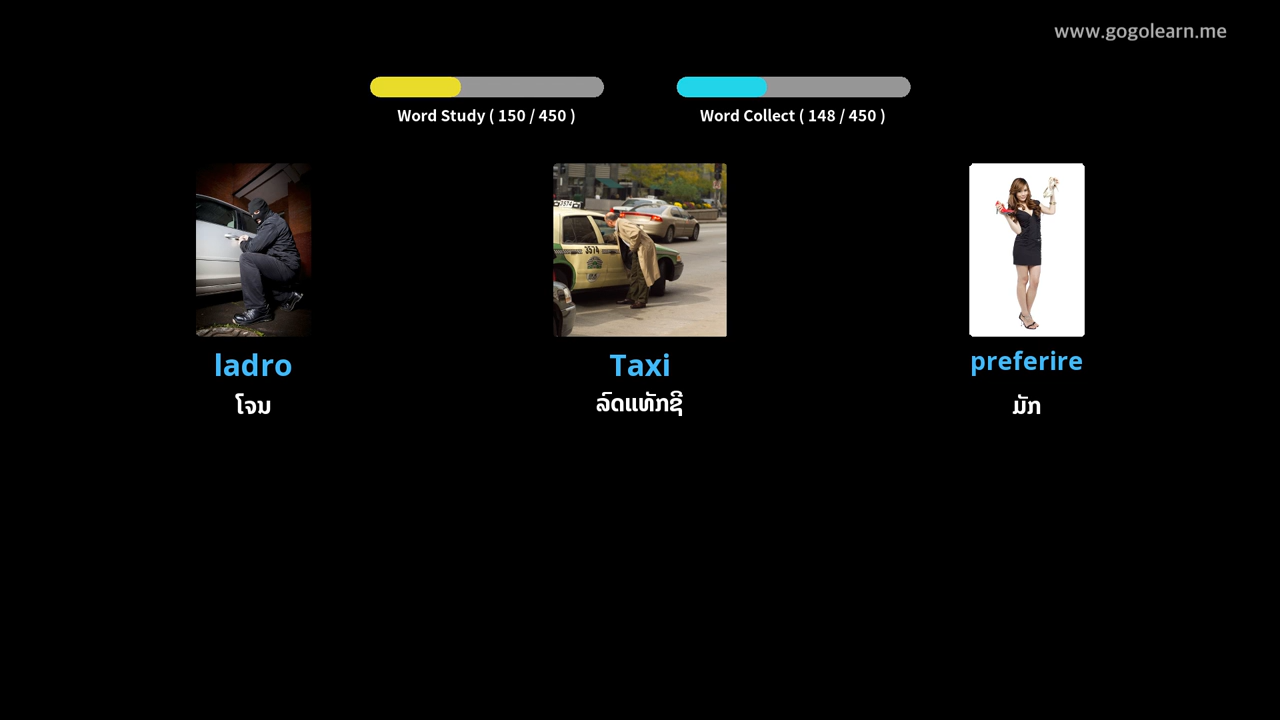 www.gogolearn.me
Word Study ( 150 / 450 )
Word Collect ( 148 / 450 )
3574
ladro
Taxi
preferire
ໂຈນ
ລົດແທັກຊີ
ມັກ